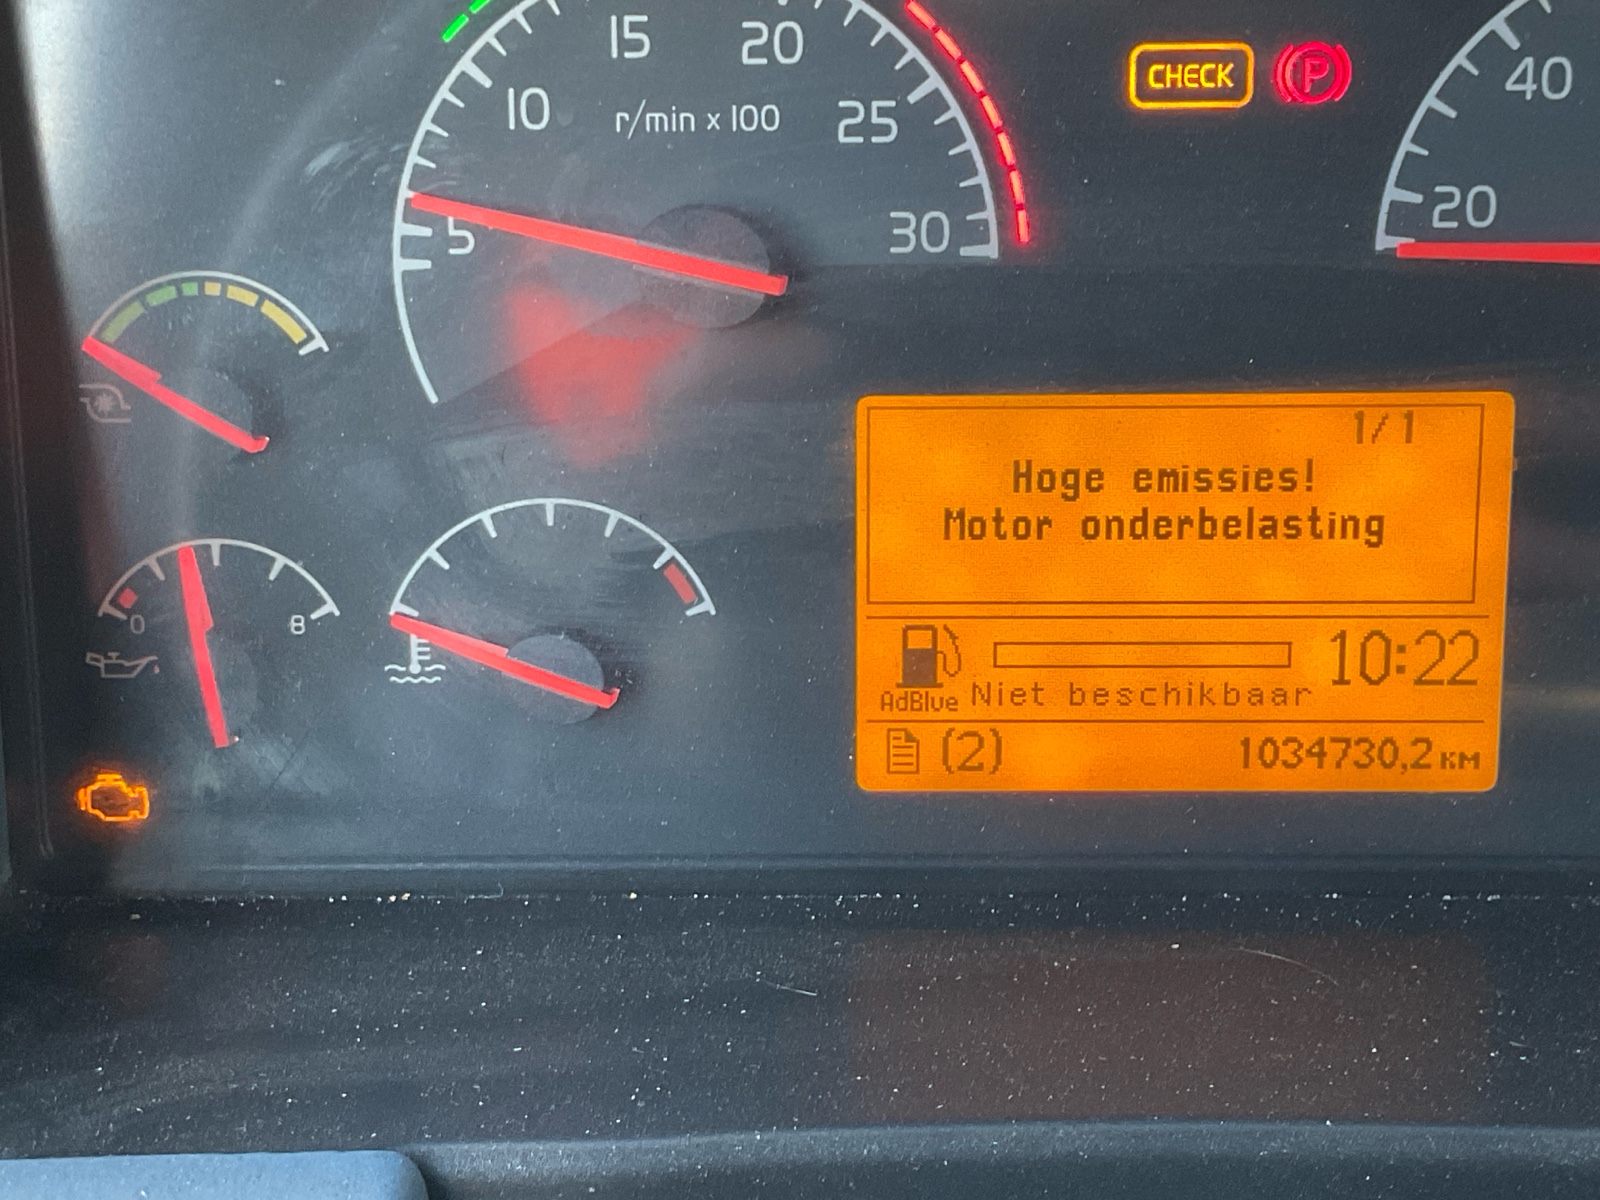 15
20
10
r/min x 100
25
5
30
CHECK
P
40
20
1/1
Hoge emissies!
Motor onderbelasting
10:22
AdBlue Niet beschikbaar
(2)
1034730,2 км
0
8